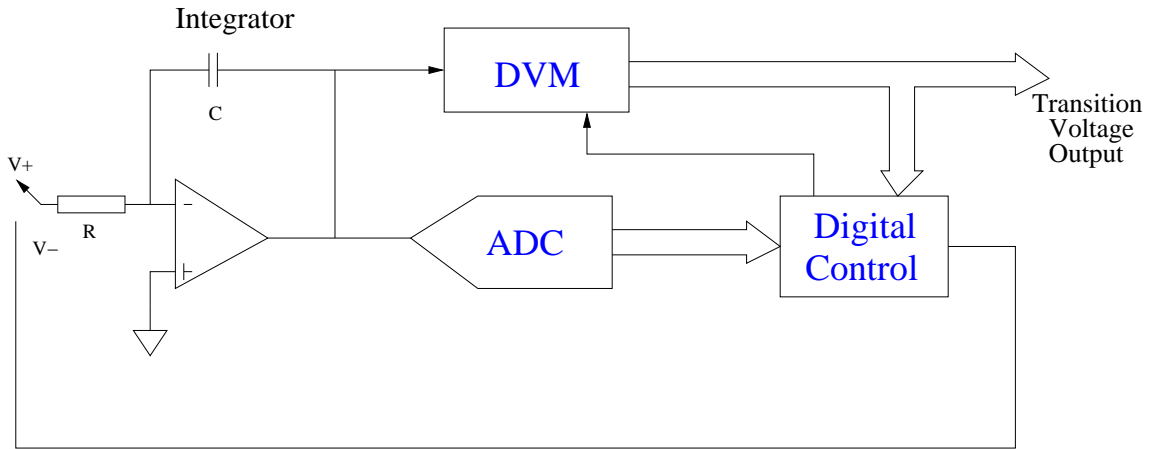 Integrator
DVM
C
Transition
Voltage
Output
V+
R
V−
−
+
ADC
Digital
Control